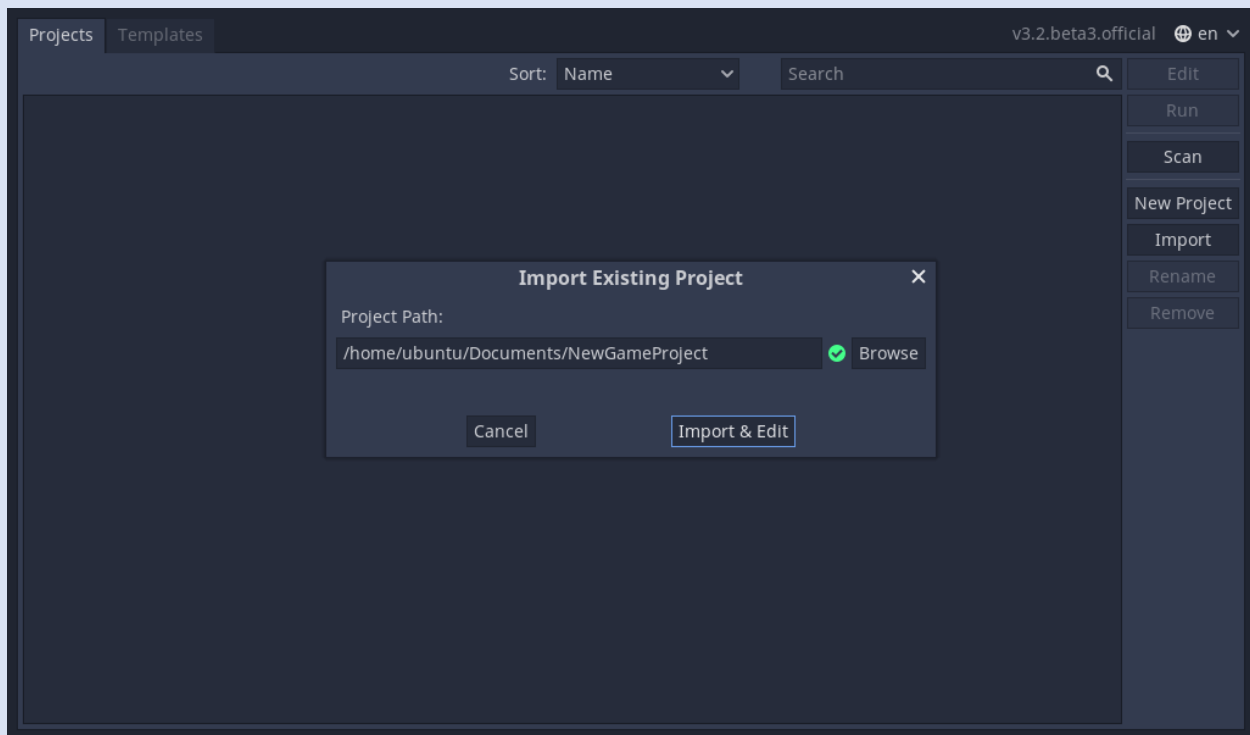 Projects Templates v3.2.beta3.official en
Sort: Name Search Edit
Run
Scan
New Project
Import
Rename
Remove
Import Existing Project
Project Path:
/home/ubuntu/Documents/NewGameProject Browse
Cancel Import & Edit